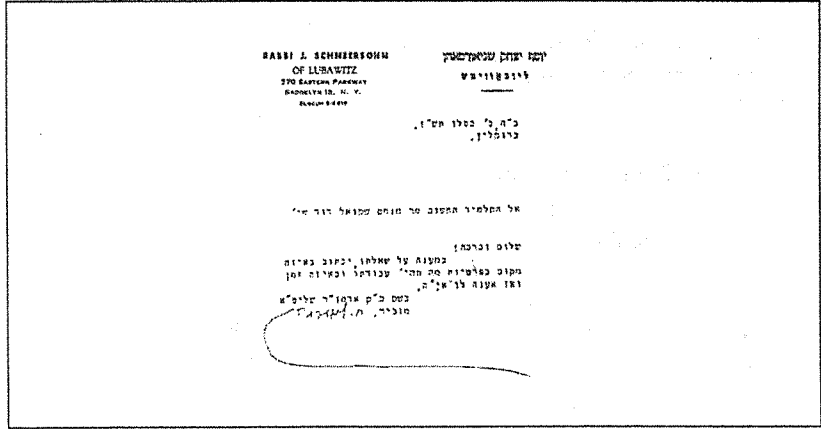 RABBI J. SCHNEERSOHN
OF LUBAWITZ
770 EASTERN PARKWAY
BROOKLYN 13, N. Y.
יוסף יצחק שניאורסאהן
ליובאוויטש
ב"ה כ' כסלו תש"ז.
ברוקלין.
אל התלמיד החשוב מר מנחם שמואל דוד שי'
שלום וברכה!
במענה על שאלתו, יכתוב באיזה
מקום בפרטיות מה מהי' עבודתו ובאיזה זמן
ואז אענה לו אי"ה.
בשם כ"ק אדמו"ר שליט"א
מזכיר.